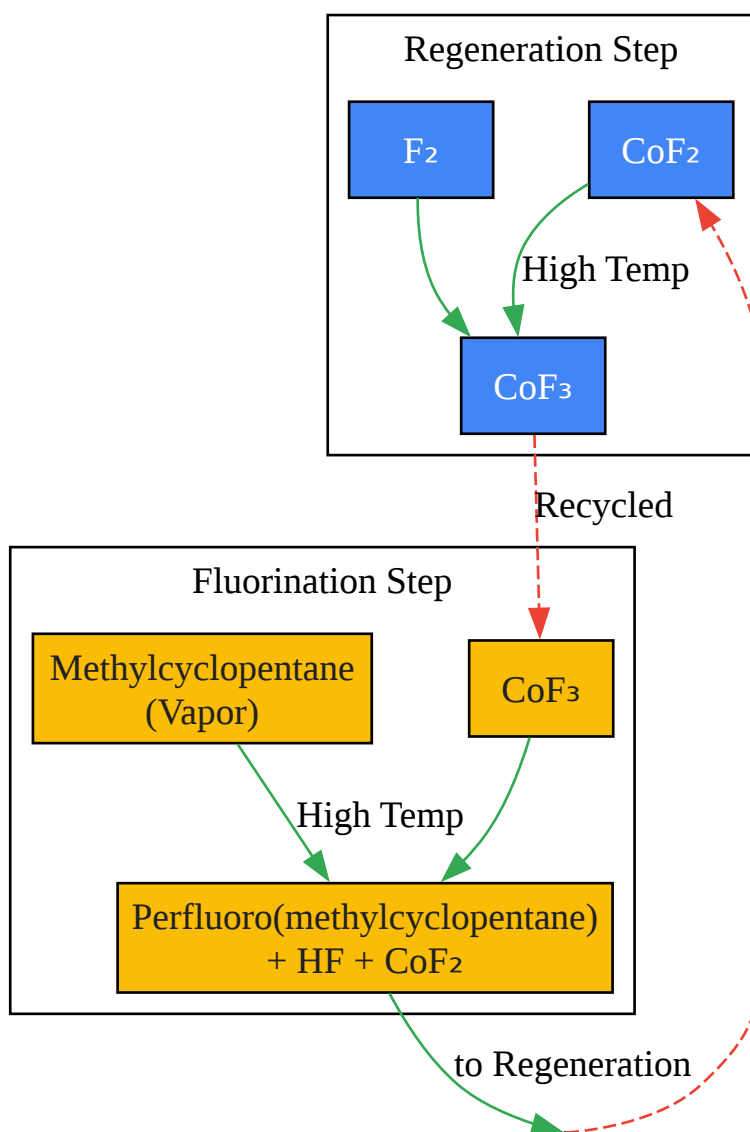 Regeneration Step
F₂
CoF₂
High Temp
CoF₃
Recycled
Fluorination Step
Methylcyclopentane
(Vapor)
CoF₃
High Temp
Perfluoro(methylcyclopentane)
+ HF + CoF₂
to Regeneration